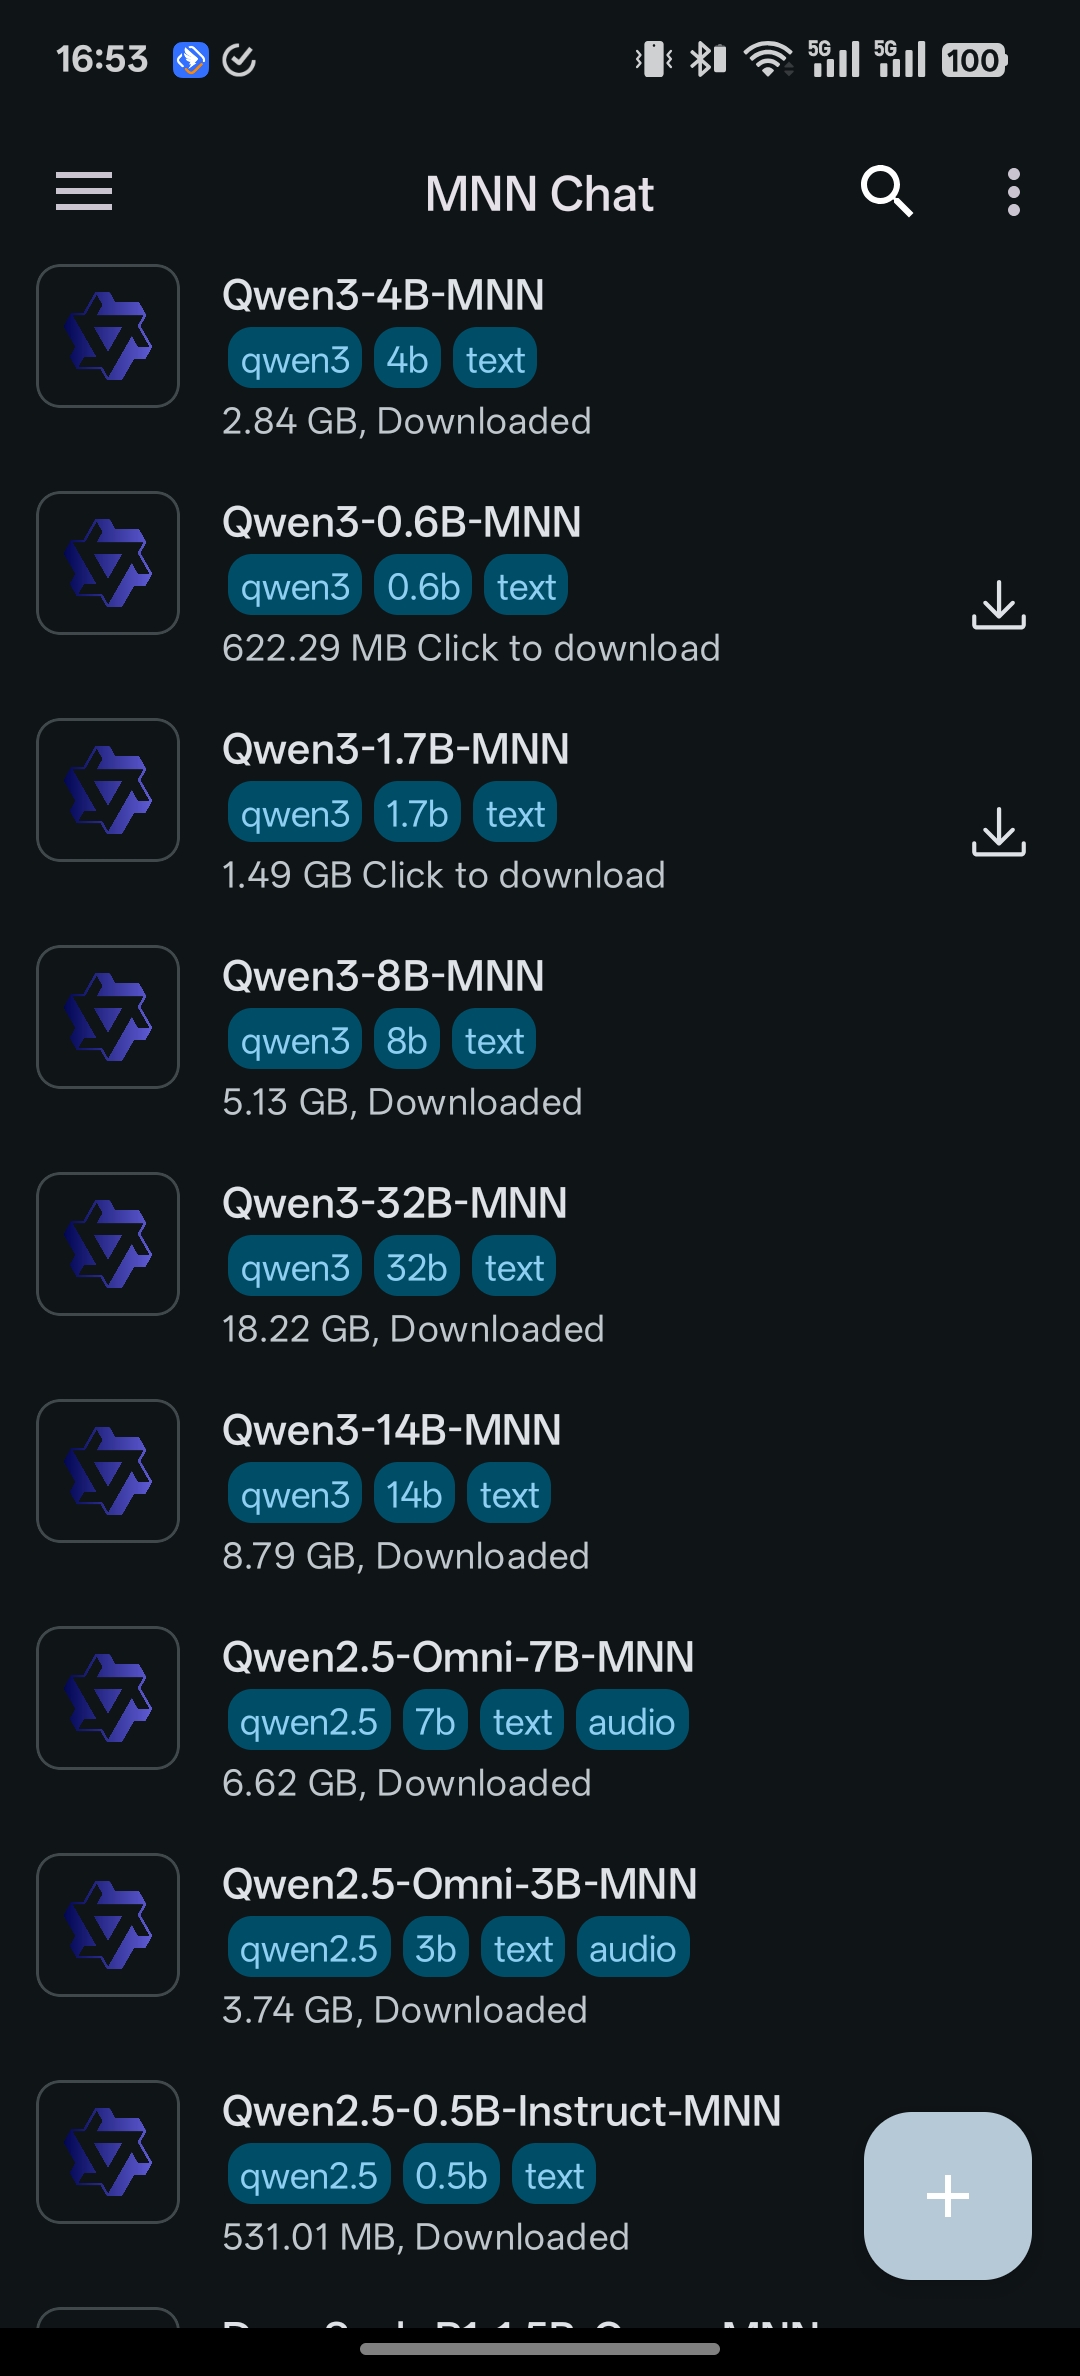 16:53
5G 5G 100
MNN Chat
Qwen3-4B-MNN
qwen3 4b text
2.84 GB, Downloaded
Qwen3-0.6B-MNN
qwen3 0.6b text
622.29 MB Click to download
Qwen3-1.7B-MNN
qwen3 1.7b text
1.49 GB Click to download
Qwen3-8B-MNN
qwen3 8b text
5.13 GB, Downloaded
Qwen3-32B-MNN
qwen3 32b text
18.22 GB, Downloaded
Qwen3-14B-MNN
qwen3 14b text
8.79 GB, Downloaded
Qwen2.5-Omni-7B-MNN
qwen2.5 7b text audio
6.62 GB, Downloaded
Qwen2.5-Omni-3B-MNN
qwen2.5 3b text audio
3.74 GB, Downloaded
Qwen2.5-0.5B-Instruct-MNN
qwen2.5 0.5b text
531.01 MB, Downloaded